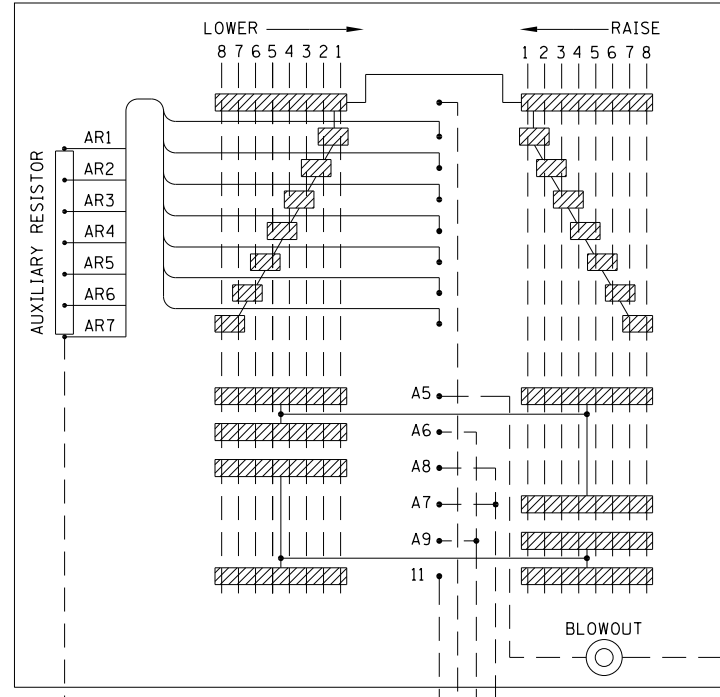 LOWER
RAISE
8 7 6 5 4 3 2 1
1 2 3 4 5 6 7 8
AUXILIARY RESISTOR
AR1
AR2
AR3
AR4
AR5
AR6
AR7
A5
A6
A8
A7
A9
11
BLOWOUT